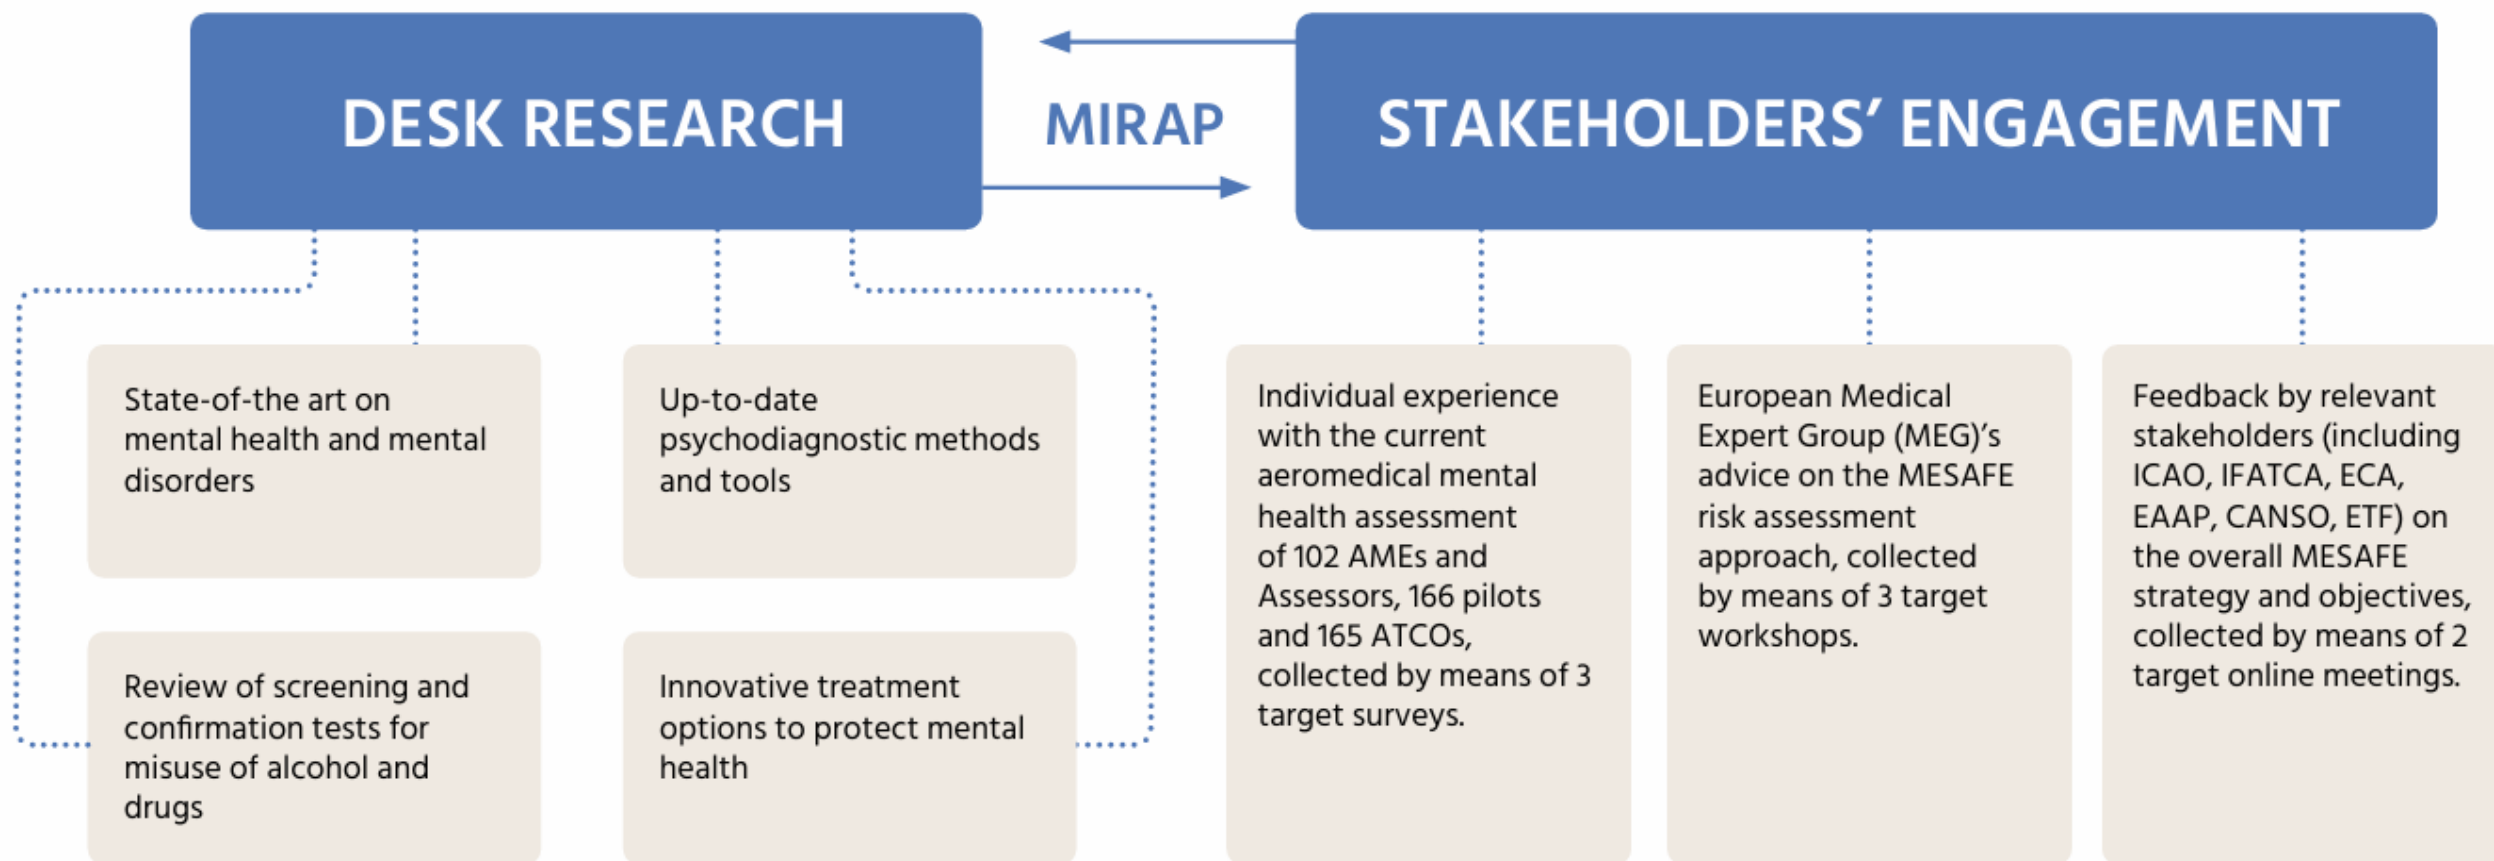 DESK RESEARCH
MIRAP
STAKEHOLDERS’ ENGAGEMENT
State-of-the art on
mental health and mental
disorders
Up-to-date
psychodiagnostic methods
and tools
Review of screening and
confirmation tests for
misuse of alcohol and
drugs
Innovative treatment
options to protect mental
health
Individual experience
with the current
aeromedical mental
health assessment
of 102 AMEs and
Assessors, 166 pilots
and 165 ATCOs,
collected by means of 3
target surveys.
European Medical
Expert Group (MEG)’s
advice on the MESAFE
risk assessment
approach, collected
by means of 3 target
workshops.
Feedback by relevant
stakeholders (including
ICAO, IFATCA, ECA,
EAAP, CANSO, ETF) on
the overall MESAFE
strategy and objectives,
collected by means of 2
target online meetings.